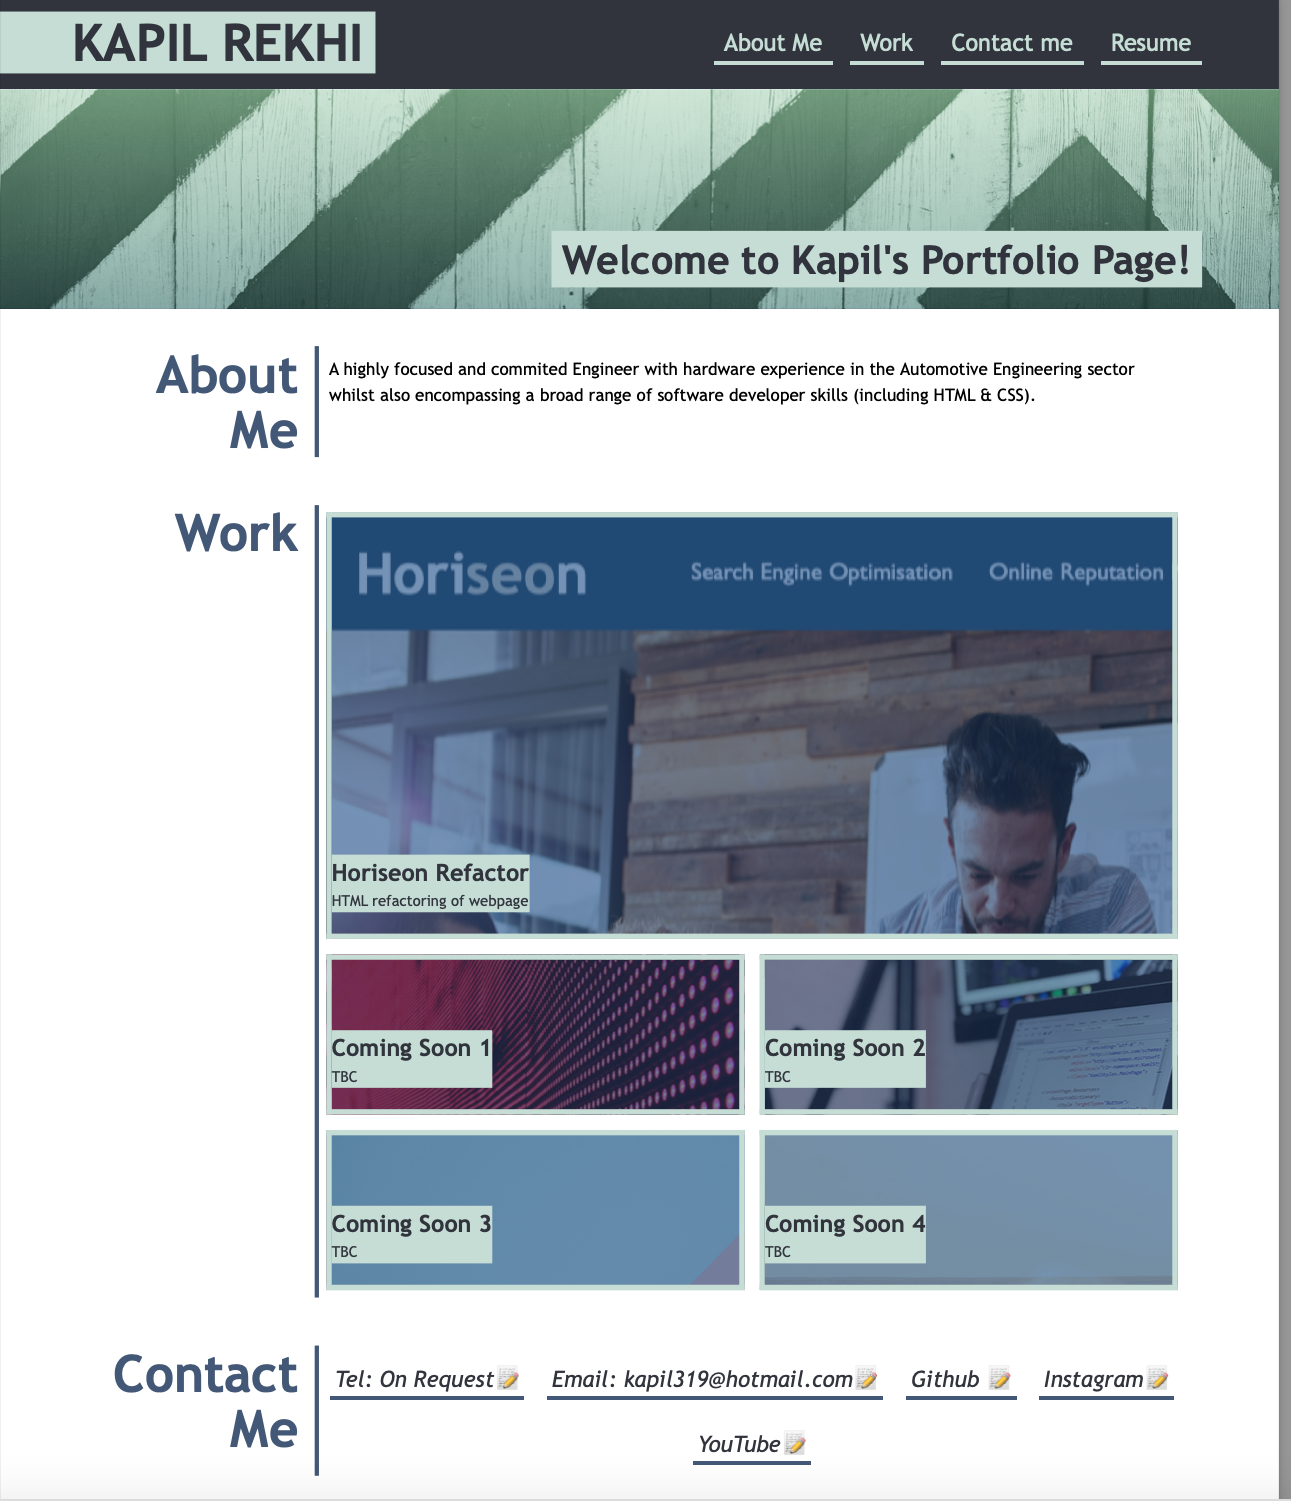 KAPIL REKHI
About Me Work Contact me Resume
Welcome to Kapil's Portfolio Page!
About
Me
A highly focused and commited Engineer with hardware experience in the Automotive Engineering sector
whilst also encompassing a broad range of software developer skills (including HTML & CSS).
Work
Horiseon Search Engine Optimisation Online Reputation
Horiseon Refactor
HTML refactoring of webpage
Coming Soon 1
TBC
Coming Soon 2
TBC
Coming Soon 3
TBC
Coming Soon 4
TBC
Contact
Me
Tel: On Request📝 Email: kapil319@hotmail.com📝 Github 📝 Instagram📝
YouTube📝